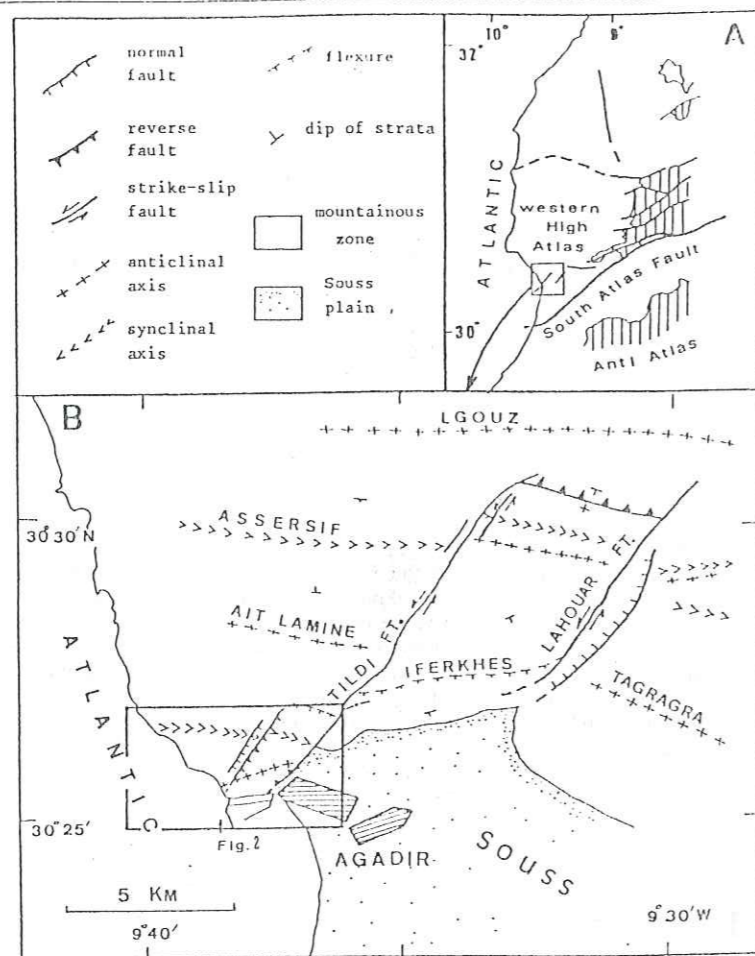 normal
fault
reverse
fault
strike-slip
fault
anticlinal
axis
synclinal
axis
flexure
dip of strata
mountainous
zone
Souss
plain
A
10°
9°
32°
ATLANTIC
western
High
Atlas
South Atlas Fault
30°
Anti Atlas
B
LGOUZ
30°30'N
ASSERSIF
AIT LAMINE
TILDI FT.
LAHOUAR FT.
IFERKHES
TAGRAGRA
ATLANTIC
30°25'
Fig.2
AGADIR
SOUSS
5 KM
9°40'
9°30'W